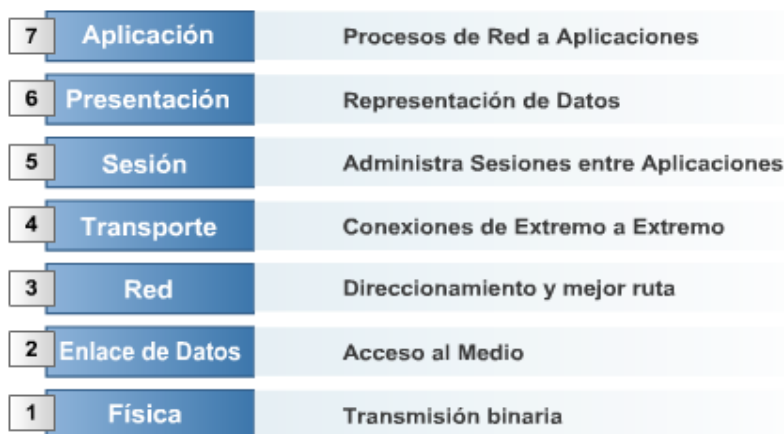 7 Aplicación Procesos de Red a Aplicaciones
6 Presentación Representación de Datos
5 Sesión Administra Sesiones entre Aplicaciones
4 Transporte Conexiones de Extremo a Extremo
3 Red Direccionamiento y mejor ruta
2 Enlace de Datos Acceso al Medio
1 Física Transmisión binaria